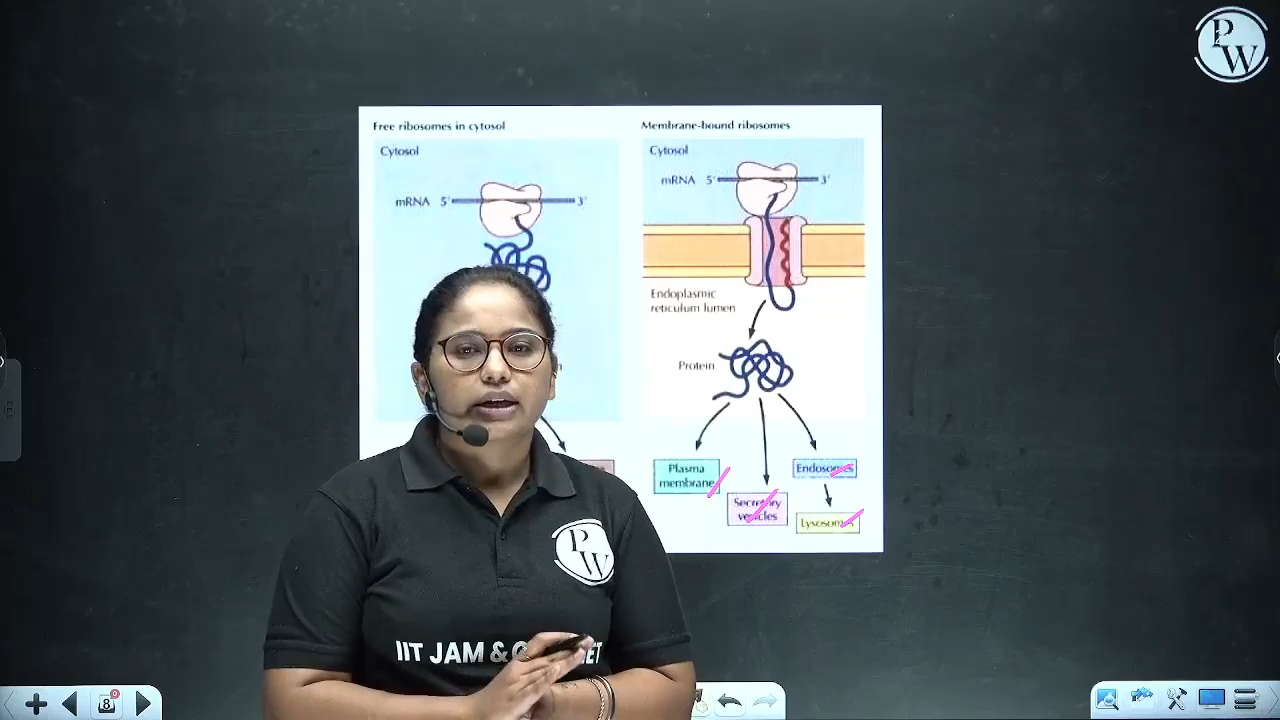 P
W
Free ribosomes in cytosol
Cytosol
mRNA 5' 3'
Membrane-bound ribosomes
Cytosol
mRNA 5' 3'
Endoplasmic
reticulum lumen
Protein
Plasma
membrane
Secretory
vesicles
Endosomes
Lysosomes
P
W
IIT JAM &
8
0